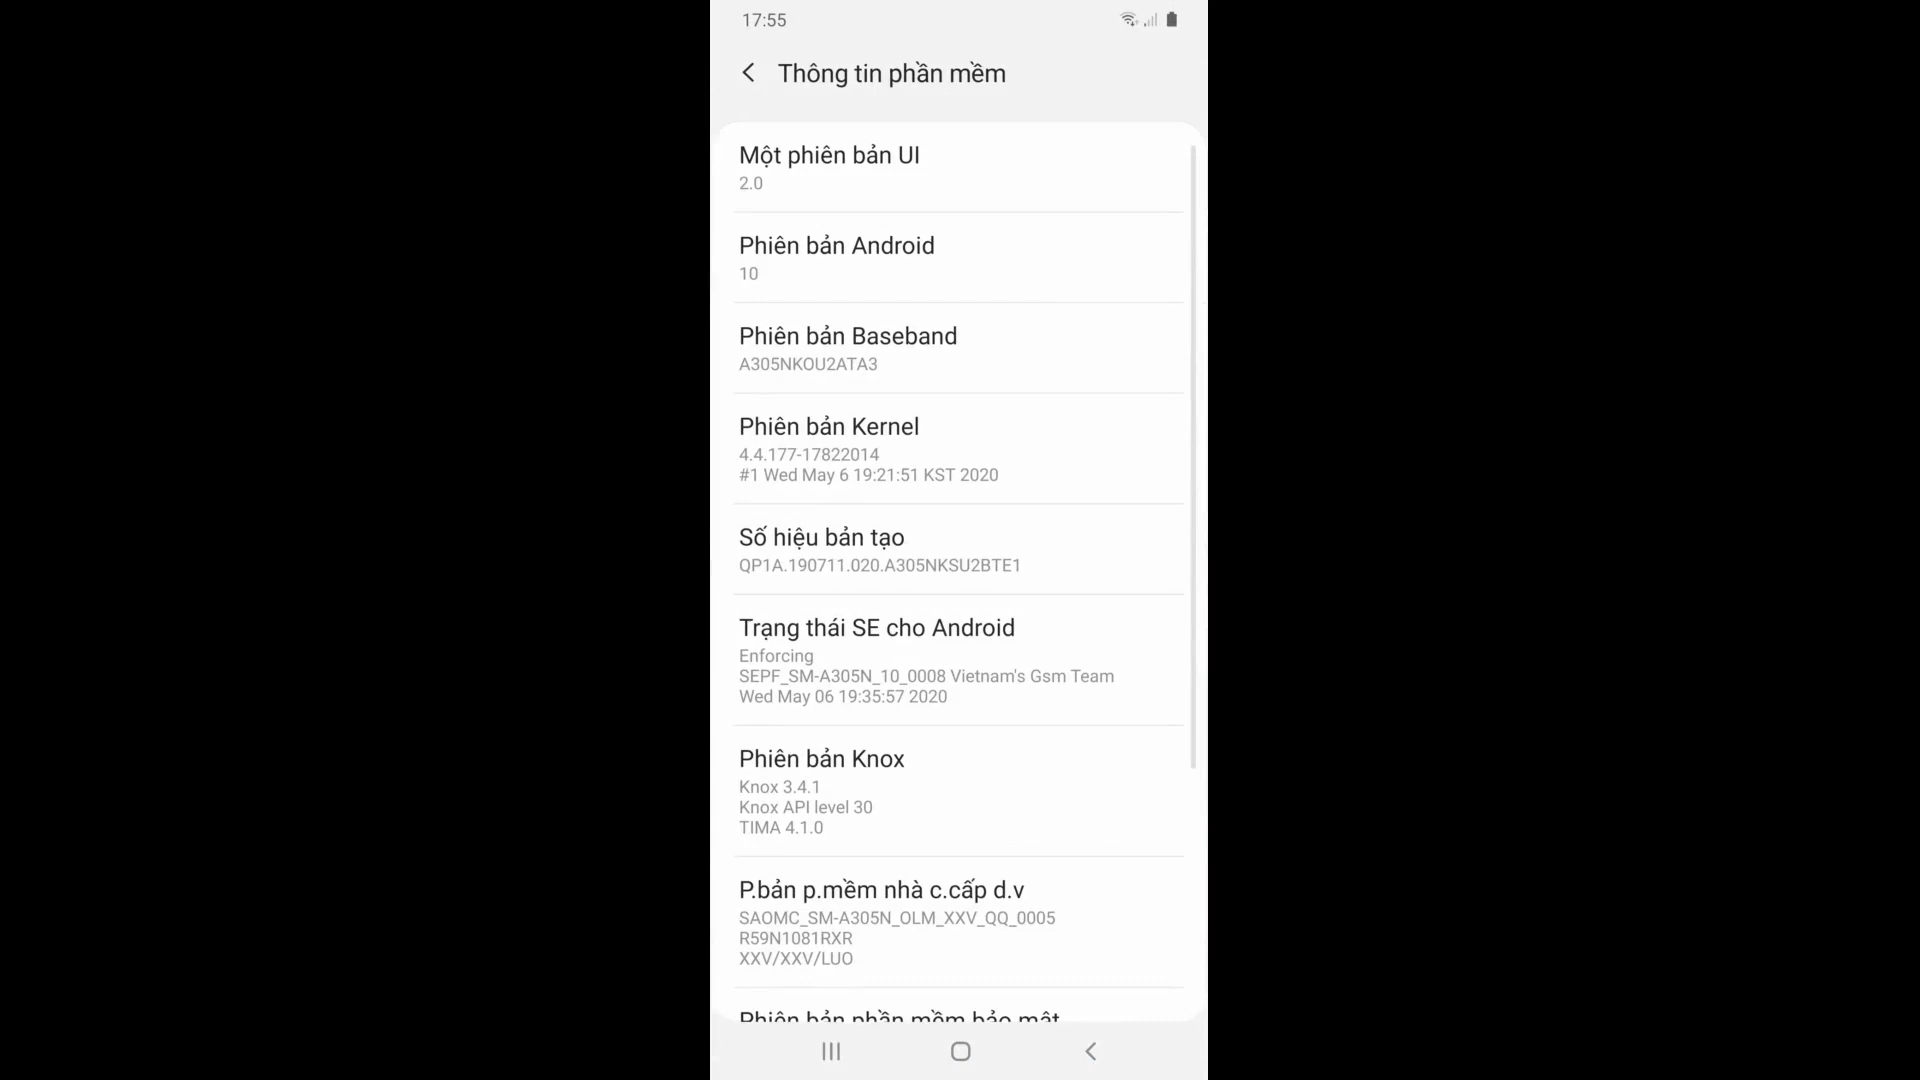 17:55
Thông tin phần mềm
Một phiên bản UI
2.0
Phiên bản Android
10
Phiên bản Baseband
A305NKOU2ATA3
Phiên bản Kernel
4.4.177-17822014
#1 Wed May 6 19:21:51 KST 2020
Số hiệu bản tạo
QP1A.190711.020.A305NKSU2BTE1
Trạng thái SE cho Android
Enforcing
SEPF_SM-A305N_10_0008 Vietnam's Gsm Team
Wed May 06 19:35:57 2020
Phiên bản Knox
Knox 3.4.1
Knox API level 30
TIMA 4.1.0
P.bản p.mềm nhà c.cấp d.v
SAOMC_SM-A305N_OLM_XXV_QQ_0005
R59N1081RXR
XXV/XXV/LUO
Phiên bản phần mềm bảo mật